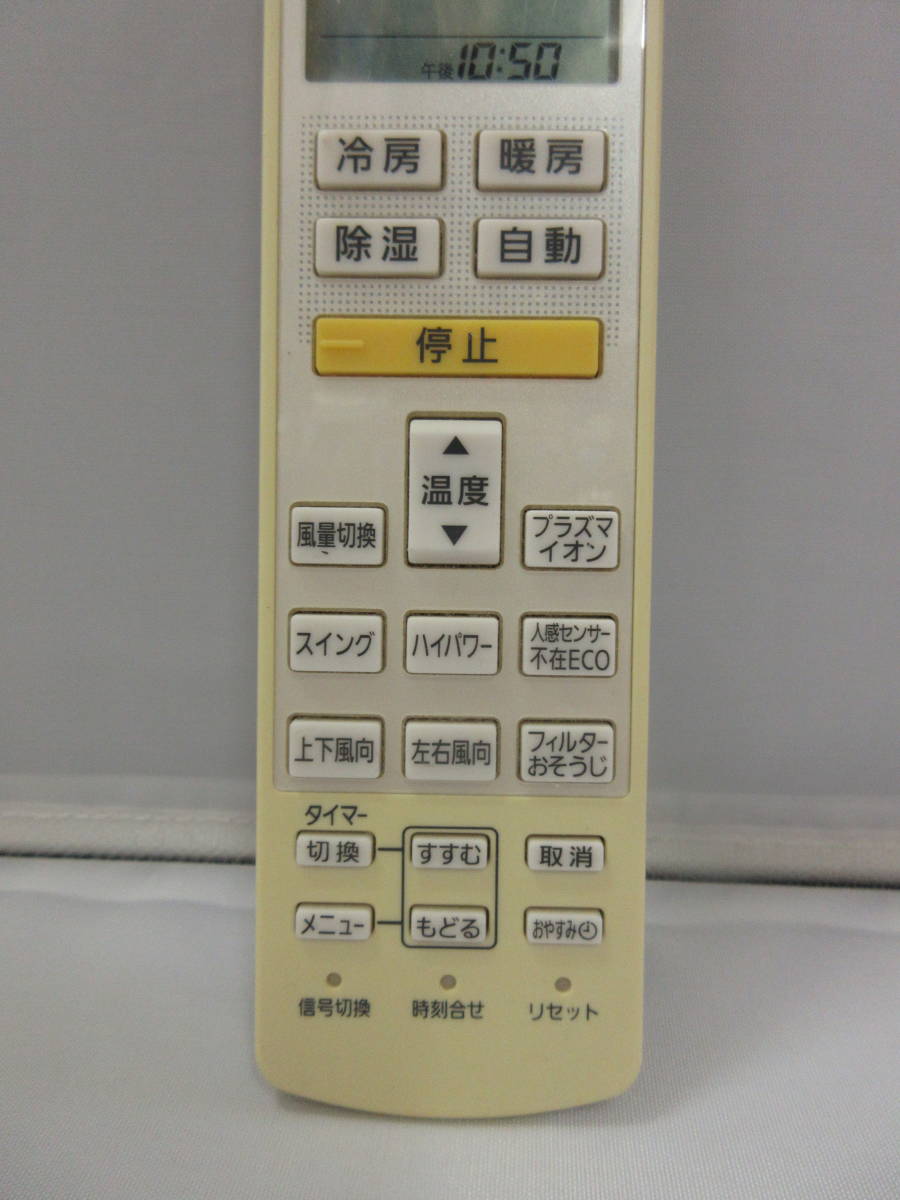 午後10:50
冷房
暖房
除湿
自動
停止
▲
温度
▼
風量切換
プラズマ
イオン
スイング
ハイパワー
人感センサー
不在ECO
上下風向
左右風向
フィルター
おそうじ
タイマー
切換
すすむ
取消
メニュー
もどる
おやすみ
信号切換
時刻合せ
リセット